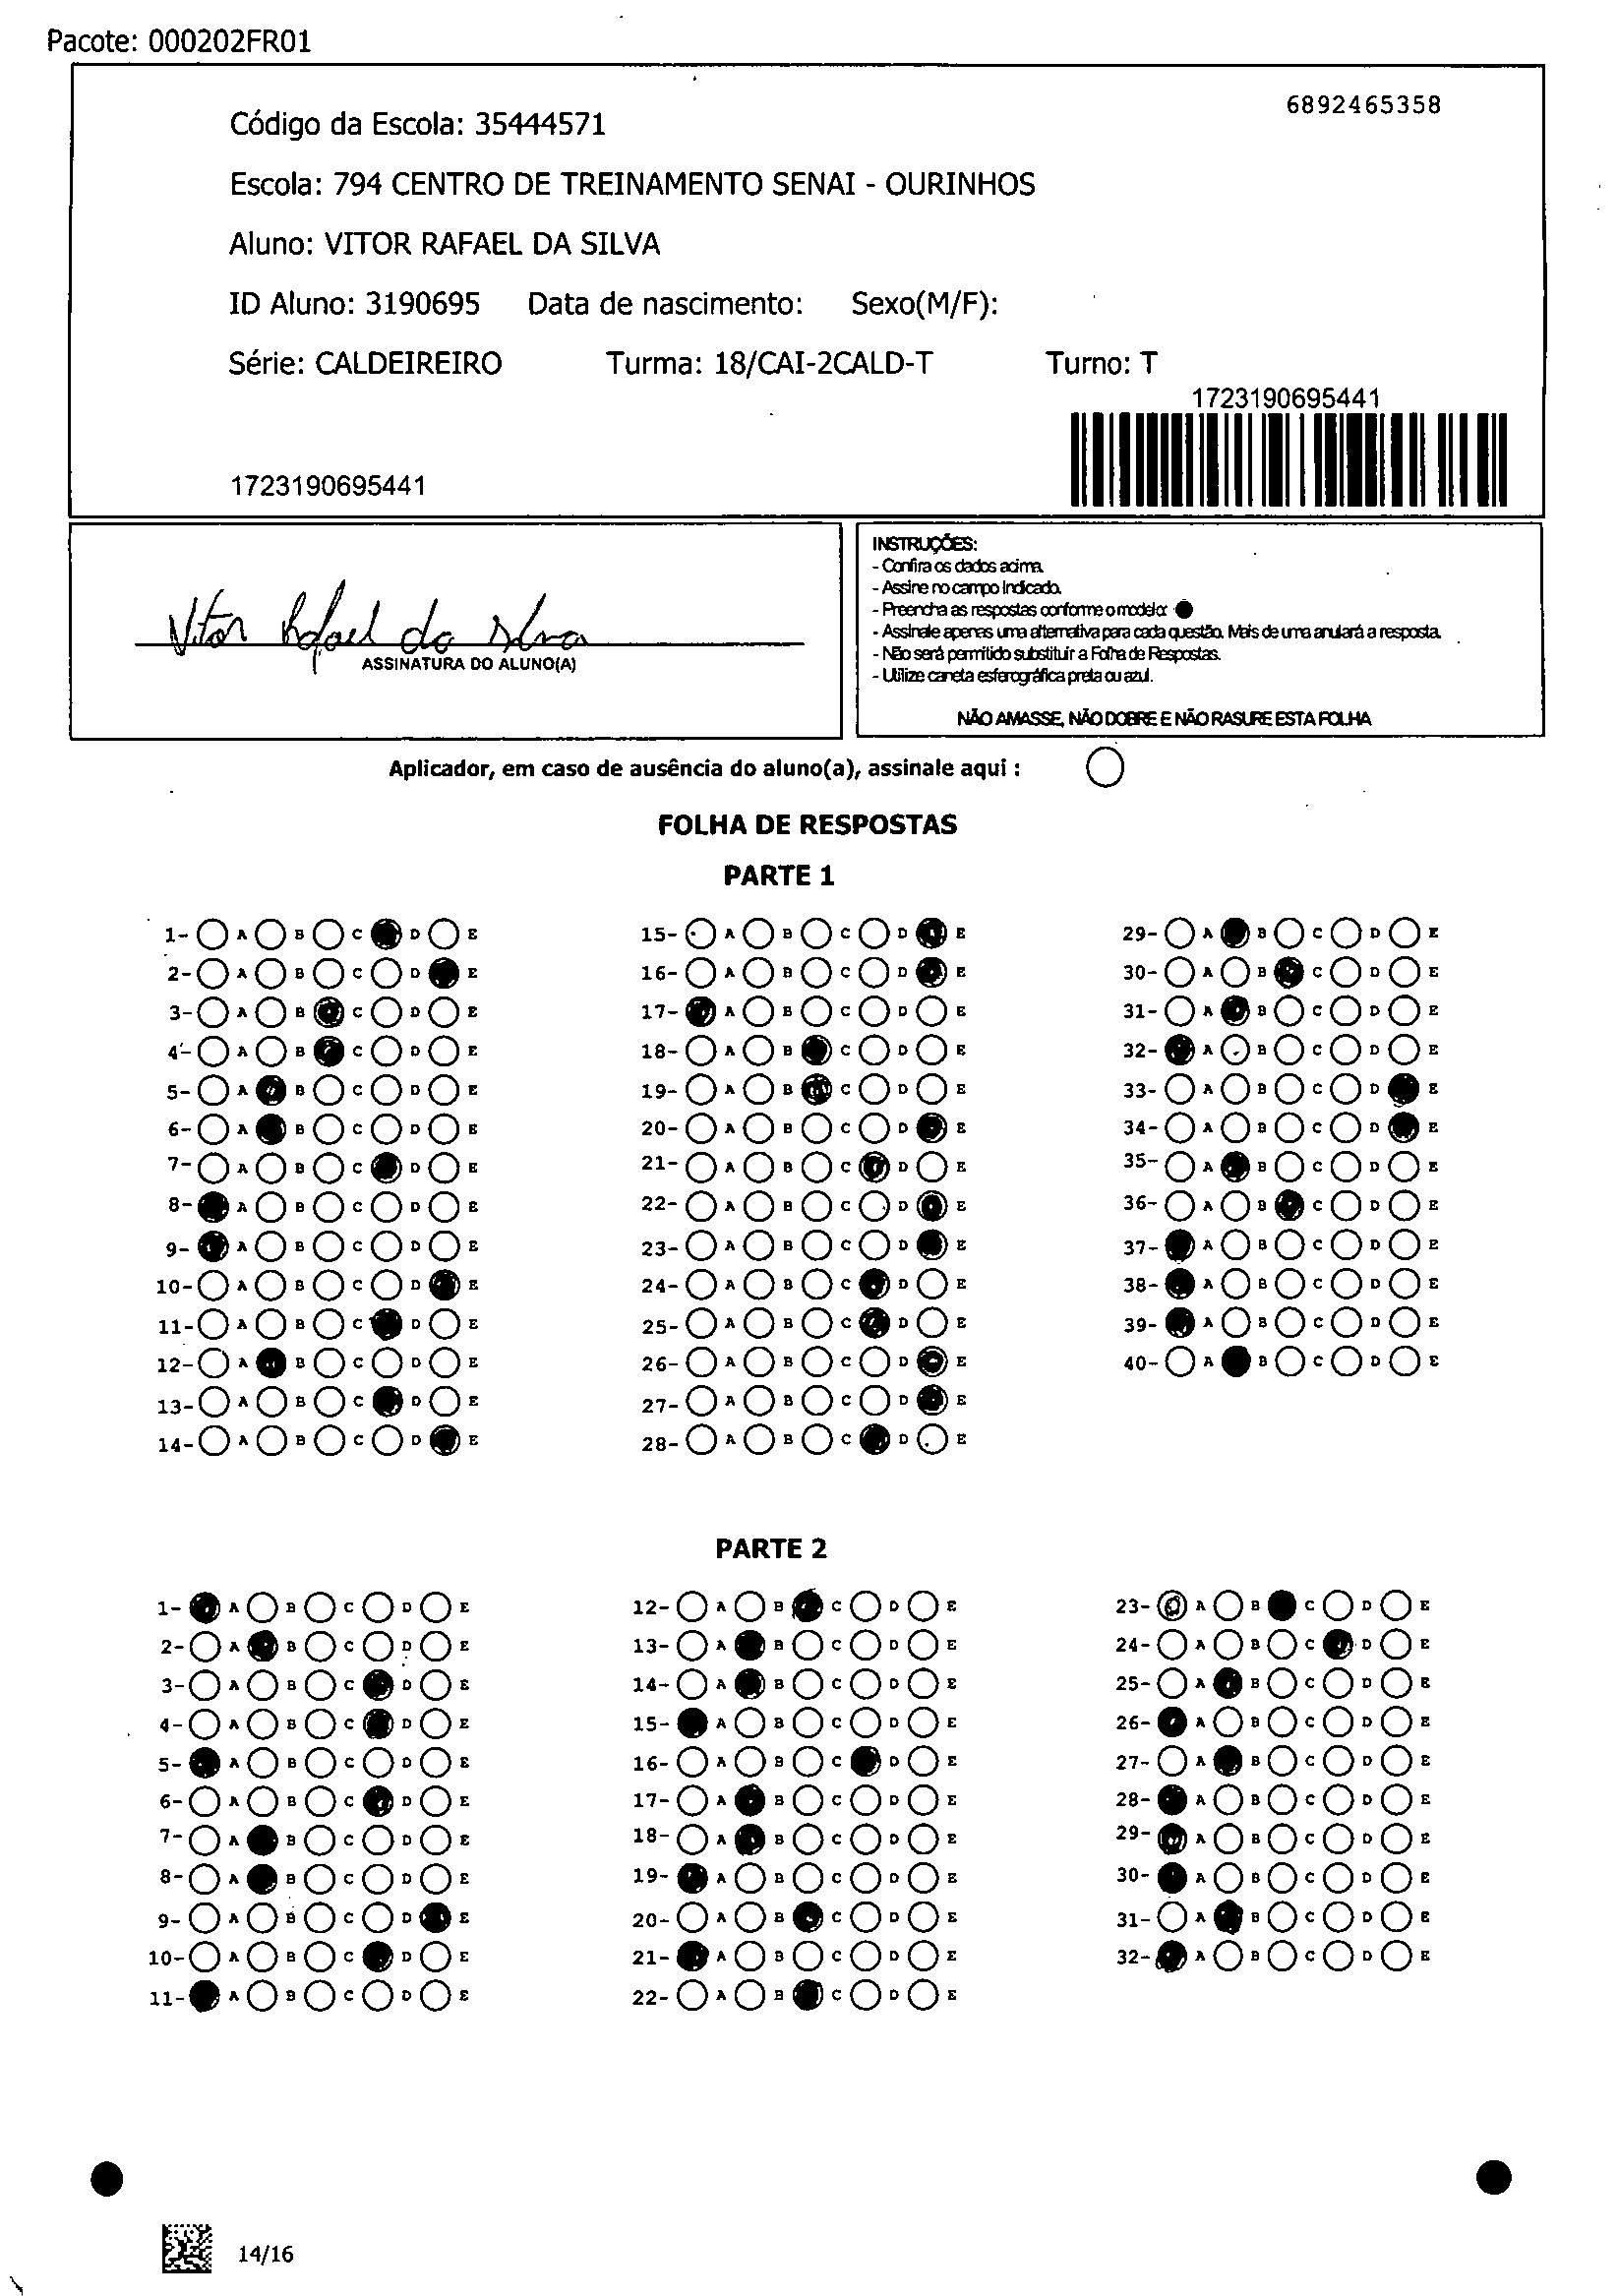 Pacote: 000202FR01
6892465358
Código da Escola: 35444571
Escola: 794 CENTRO DE TREINAMENTO SENAI - OURINHOS
Aluno: VITOR RAFAEL DA SILVA
ID Aluno: 3190695 Data de nascimento: Sexo(M/F):
Série: CALDEIREIRO Turma: 18/CAI-2CALD-T Turno: T
1723190695441
1723190695441
Vitor Rafael da Silva
ASSINATURA DO ALUNO(A)
INSTRUÇÕES:
- Confira os dados acima.
- Assine no campo indicado.
- Preencha as respostas conforme o modelo:
- Assinale apenas uma alternativa para cada questão. Mais de uma anulará a resposta.
- Não será permitido substituir a Folha de Respostas.
- Utilize caneta esferográfica preta ou azul.
NÃO AMASSE, NÃO DOBRE E NÃO RASURE ESTA FOLHA
Aplicador, em caso de ausência do aluno(a), assinale aqui :
FOLHA DE RESPOSTAS
PARTE 1
1- A B C D E
2- A B C D E
3- A B C D E
4- A B C D E
5- A B C D E
6- A B C D E
7- A B C D E
8- A B C D E
9- A B C D E
10- A B C D E
11- A B C D E
12- A B C D E
13- A B C D E
14- A B C D E
15- A B C D E
16- A B C D E
17- A B C D E
18- A B C D E
19- A B C D E
20- A B C D E
21- A B C D E
22- A B C D E
23- A B C D E
24- A B C D E
25- A B C D E
26- A B C D E
27- A B C D E
28- A B C D E
29- A B C D E
30- A B C D E
31- A B C D E
32- A B C D E
33- A B C D E
34- A B C D E
35- A B C D E
36- A B C D E
37- A B C D E
38- A B C D E
39- A B C D E
40- A B C D E
PARTE 2
1- A B C D E
2- A B C D E
3- A B C D E
4- A B C D E
5- A B C D E
6- A B C D E
7- A B C D E
8- A B C D E
9- A B C D E
10- A B C D E
11- A B C D E
12- A B C D E
13- A B C D E
14- A B C D E
15- A B C D E
16- A B C D E
17- A B C D E
18- A B C D E
19- A B C D E
20- A B C D E
21- A B C D E
22- A B C D E
23- A B C D E
24- A B C D E
25- A B C D E
26- A B C D E
27- A B C D E
28- A B C D E
29- A B C D E
30- A B C D E
31- A B C D E
32- A B C D E
14/16